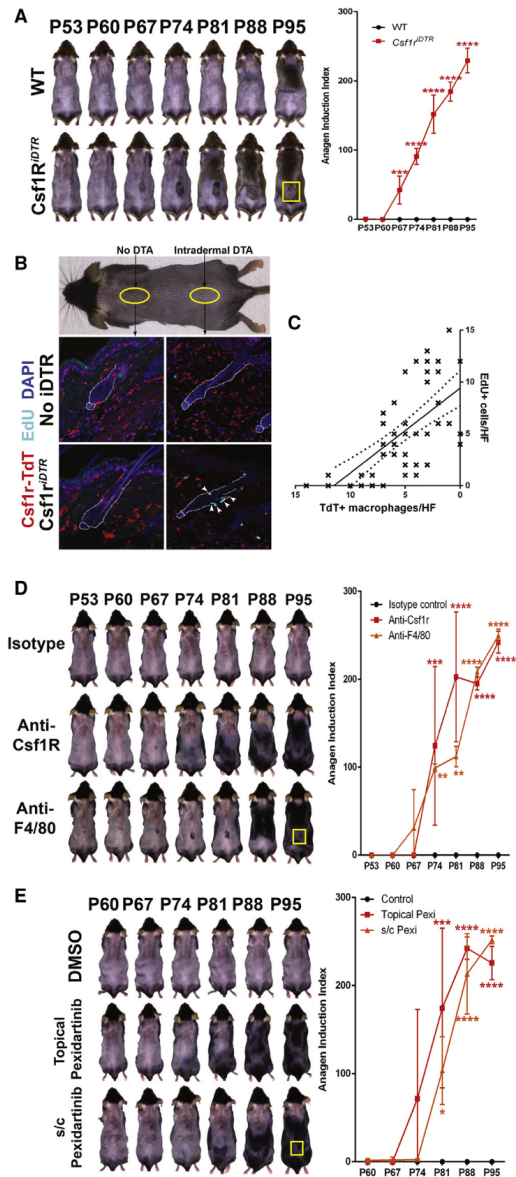 A
P53 P60 P67 P74 P81 P88 P95
WT
Csf1R iDTR
WT
Csf1r iDTR
Anagen Induction Index
300
200
100
0
***
****
****
****
****
P53 P60 P67 P74 P81 P88 P95
B
No DTA Intradermal DTA
Csf1r-TdT EdU DAPI
No iDTR
Csf1r iDTR
C
15
10
5
0
EdU+ cells/HF
15 10 5 0
TdT+ macrophages/HF
D
P53 P60 P67 P74 P81 P88 P95
Isotype
Anti-
Csf1R
Anti-
F4/80
Isotype control
Anti-Csf1r
Anti-F4/80
Anagen Induction Index
300
200
100
0
***
**
****
**
****
****
****
****
P53 P60 P67 P74 P81 P88 P95
E
P60 P67 P74 P81 P88 P95
DMSO
Topical
Pexidartinib
s/c
Pexidartinib
Control
Topical Pexi
s/c Pexi
Anagen Induction Index
300
200
100
0
***
*
****
****
****
****
P60 P67 P74 P81 P88 P95